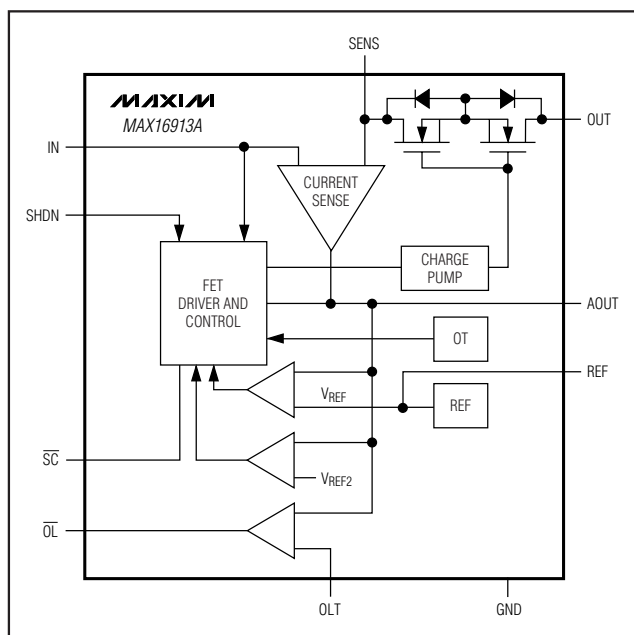 SENS
MAXIM
MAX16913A
OUT
IN
CURRENT
SENSE
SHDN
FET
DRIVER AND
CONTROL
CHARGE
PUMP
AOUT
OT
REF
VREF
REF
SC
VREF2
OL
OLT
GND